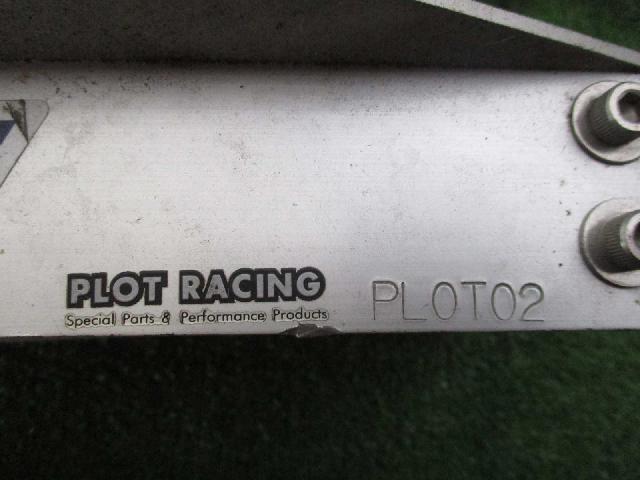 PLOT RACING
Special Parts & Performance Products
PLOT02